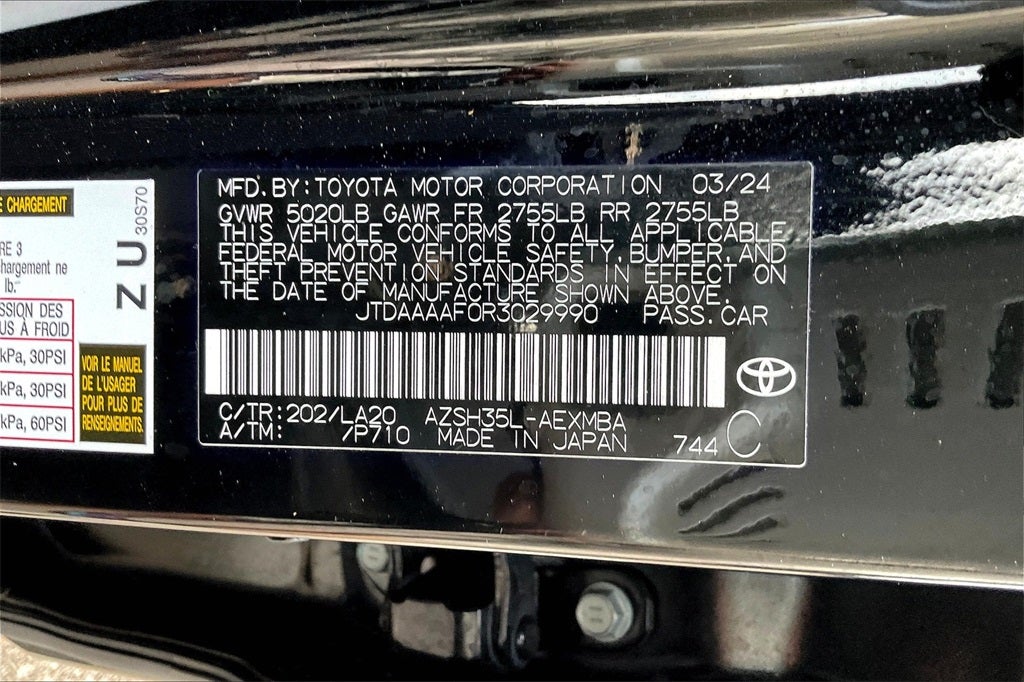 E CHARGEMENT
RE 3
chargement ne
lb.
SSION DES
US À FROID
kPa, 30PSI
kPa, 30PSI
kPa, 60PSI
VOIR LE MANUEL
DE L'USAGER
POUR PLUS DE
RENSEIGNEMENTS.
Z U
30S70
MFD.BY:TOYOTA MOTOR CORPORATION 03/24
GVWR 5020LB GAWR FR 2755LB RR 2755LB
THIS VEHICLE CONFORMS TO ALL APPLICABLE
FEDERAL MOTOR VEHICLE SAFETY,BUMPER,AND
THEFT PREVENTION STANDARDS IN EFFECT ON
THE DATE OF MANUFACTURE SHOWN ABOVE.
JTDAAAAF0R3029990 PASS.CAR
C/TR:202/LA20 AZSH35L-AEXMBA
A/TM: /P710 MADE IN JAPAN 744 C